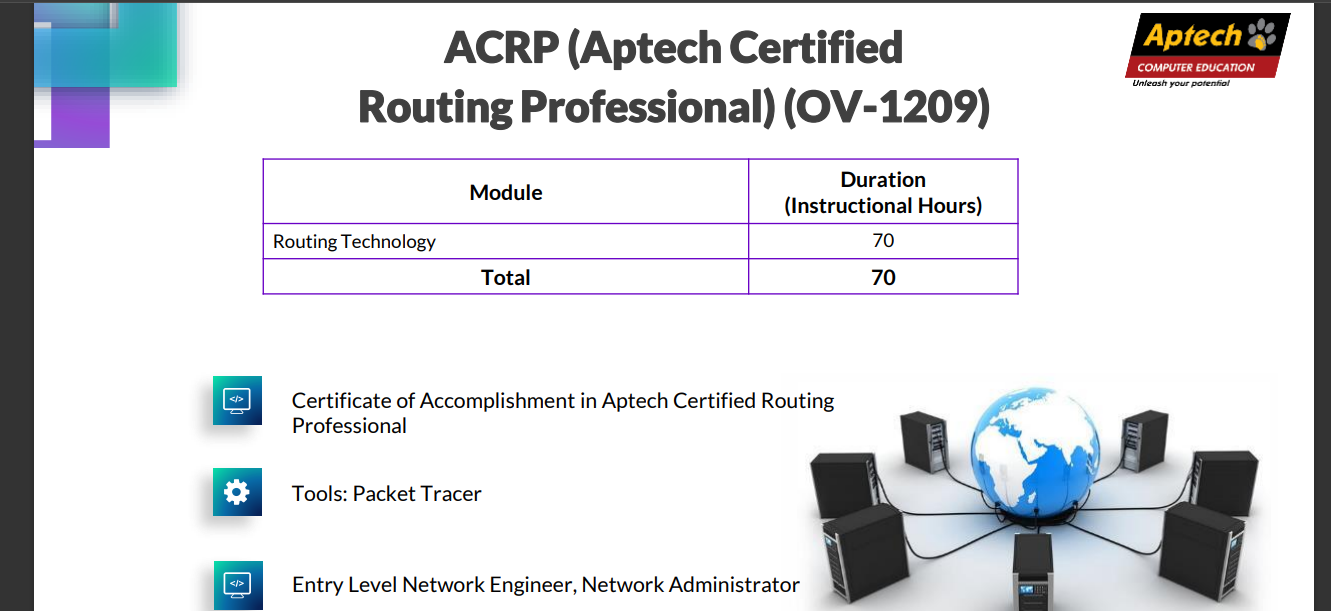 ACRP (Aptech Certified
Routing Professional) (OV-1209)
Aptech
COMPUTER EDUCATION
Unleash your potential
Module
Duration
(Instructional Hours)
Routing Technology
70
Total
70
Certificate of Accomplishment in Aptech Certified Routing
Professional
Tools: Packet Tracer
Entry Level Network Engineer, Network Administrator